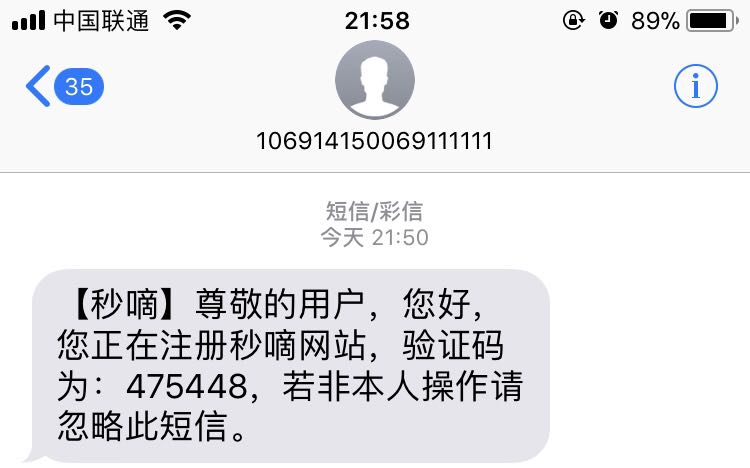 中国联通 21:58 89%
35
106914150069111111
短信/彩信
今天 21:50
【秒嘀】尊敬的用户，您好，
您正在注册秒嘀网站，验证码
为：475448，若非本人操作请
忽略此短信。